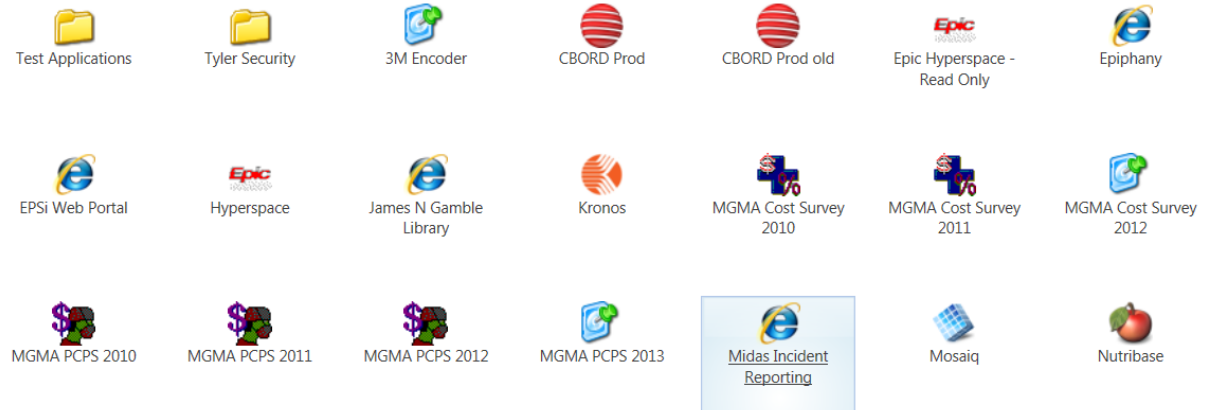 Test Applications
Tyler Security
3M Encoder
CBORD Prod
CBORD Prod old
Epic
Epic Hyperspace -
Read Only
Epiphany
EPSi Web Portal
Epic
Hyperspace
James N Gamble
Library
Kronos
$
%
MGMA Cost Survey
2010
$
%
MGMA Cost Survey
2011
MGMA Cost Survey
2012
$
MGMA PCPS 2010
$
MGMA PCPS 2011
$
MGMA PCPS 2012
MGMA PCPS 2013
Midas Incident
Reporting
Mosaiq
Nutribase